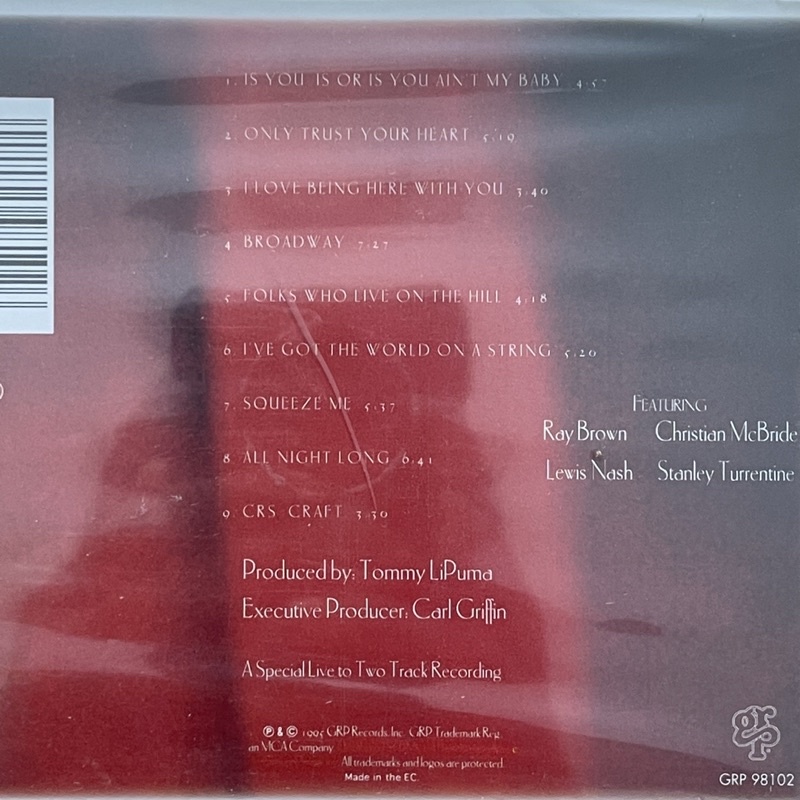 1. IS YOU IS OR IS YOU AIN'T MY BABY 4:57
2. ONLY TRUST YOUR HEART 5:19
3 I LOVE BEING HERE WITH YOU 3:40
4 BROADWAY 7:27
5 FOLKS WHO LIVE ON THE HILL 4:18
6. I'VE GOT THE WORLD ON A STRING 5:20
7. SQUEEZE ME 5:37
8 ALL NIGHT LONG 6:41
9. CRS CRAFT 3:30
FEATURING
Ray Brown Christian McBride
Lewis Nash Stanley Turrentine
Produced by: Tommy LiPuma
Executive Producer: Carl Griffin
A Special Live to Two Track Recording
℗ & © 1995 GRP Records, Inc. GRP Trademark Reg.
an MCA Company
All trademarks and logos are protected.
Made in the EC.
grp
GRP 98102